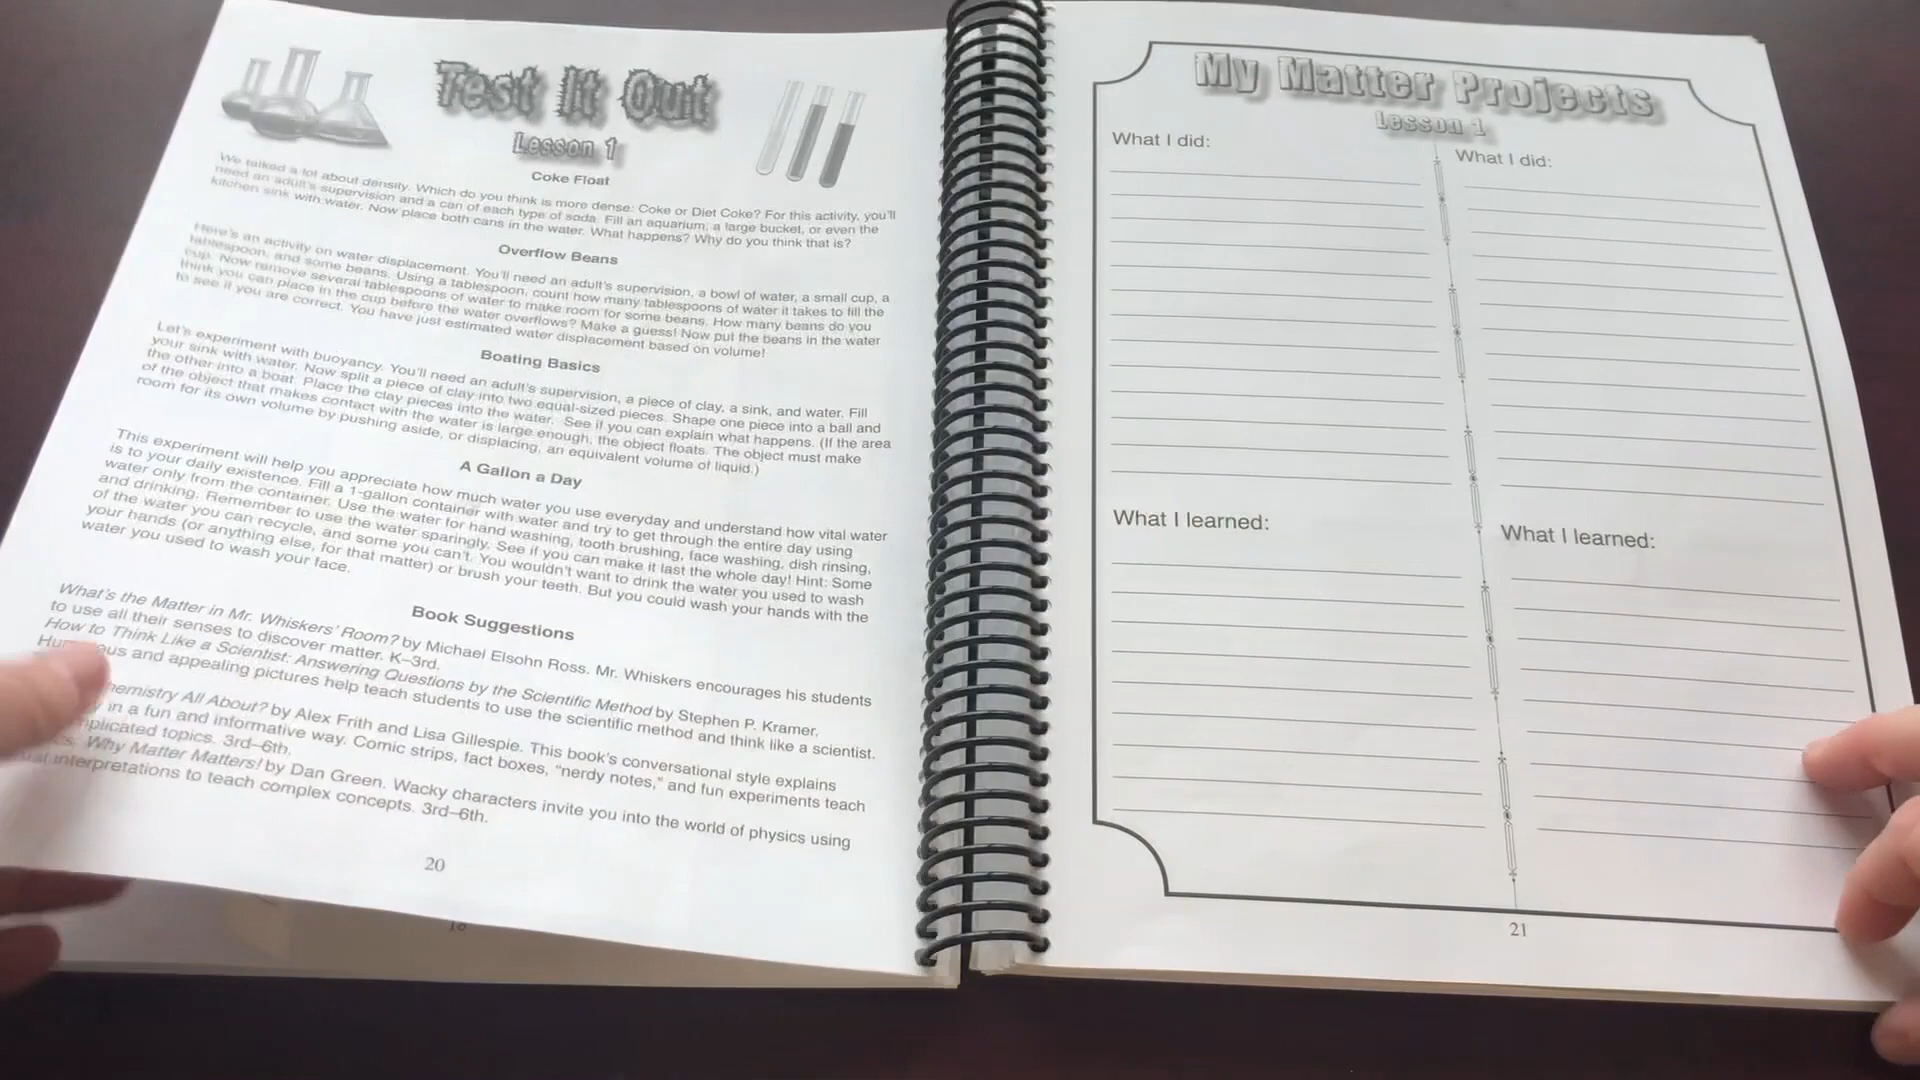 Test It Out
Lesson 1
Coke Float
We talked a lot about density. Which do you think is more dense: Coke or Diet Coke? For this activity, you'll
need an adult's supervision and a can of each type of soda. Fill an aquarium, a large bucket, or even the
kitchen sink with water. Now place both cans in the water. What happens? Why do you think that is?
Overflow Beans
Here's an activity on water displacement. You'll need an adult's supervision, a bowl of water, a small cup, a
tablespoon, and some beans. Using a tablespoon, count how many tablespoons of water it takes to fill the
cup. Now remove several tablespoons of water to make room for some beans. How many beans do you
think you can place in the cup before the water overflows? Make a guess! Now put the beans in the water
to see if you are correct. You have just estimated water displacement based on volume!
Boating Basics
Let's experiment with buoyancy. You'll need an adult's supervision, a piece of clay, a sink, and water. Fill
your sink with water. Now split a piece of clay into two equal-sized pieces. Shape one piece into a ball and
the other into a boat. Place the clay pieces into the water. See if you can explain what happens. (If the area
of the object that makes contact with the water is large enough, the object floats. The object must make
room for its own volume by pushing aside, or displacing, an equivalent volume of liquid.)
A Gallon a Day
This experiment will help you appreciate how much water you use everyday and understand how vital water
is to your daily existence. Fill a 1-gallon container with water and try to get through the entire day using
water only from the container. Use the water for hand washing, tooth brushing, face washing, dish rinsing,
and drinking. Remember to use the water sparingly. See if you can make it last the whole day! Hint: Some
of the water you can recycle, and some you can't. You wouldn't want to drink the water you used to wash
your hands (or anything else, for that matter) or brush your teeth. But you could wash your hands with the
water you used to wash your face.
Book Suggestions
What's the Matter in Mr. Whiskers' Room? by Michael Elsohn Ross. Mr. Whiskers encourages his students
to use all their senses to discover matter. K–3rd.
How to Think Like a Scientist: Answering Questions by the Scientific Method by Stephen P. Kramer.
and appealing pictures help teach students to use the scientific method and think like a scientist.
All About? by Alex Frith and Lisa Gillespie. This book's conversational style explains
in a fun and informative way. Comic strips, fact boxes, "nerdy notes," and fun experiments teach
topics. 3rd–6th.
Why Matter Matters! by Dan Green. Wacky characters invite you into the world of physics using
interpretations to teach complex concepts. 3rd–6th.
20
18
My Matter Projects
Lesson 1
What I did:
What I did:
What I learned:
What I learned:
21